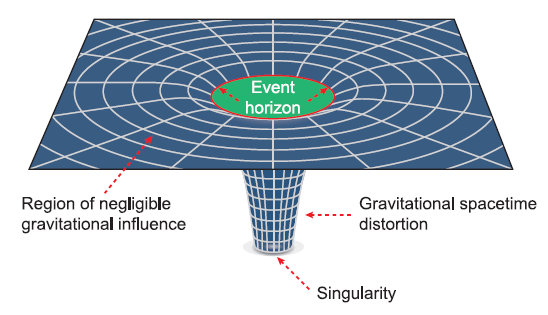 Event
horizon
Region of negligible
gravitational influence
Gravitational spacetime
distortion
Singularity